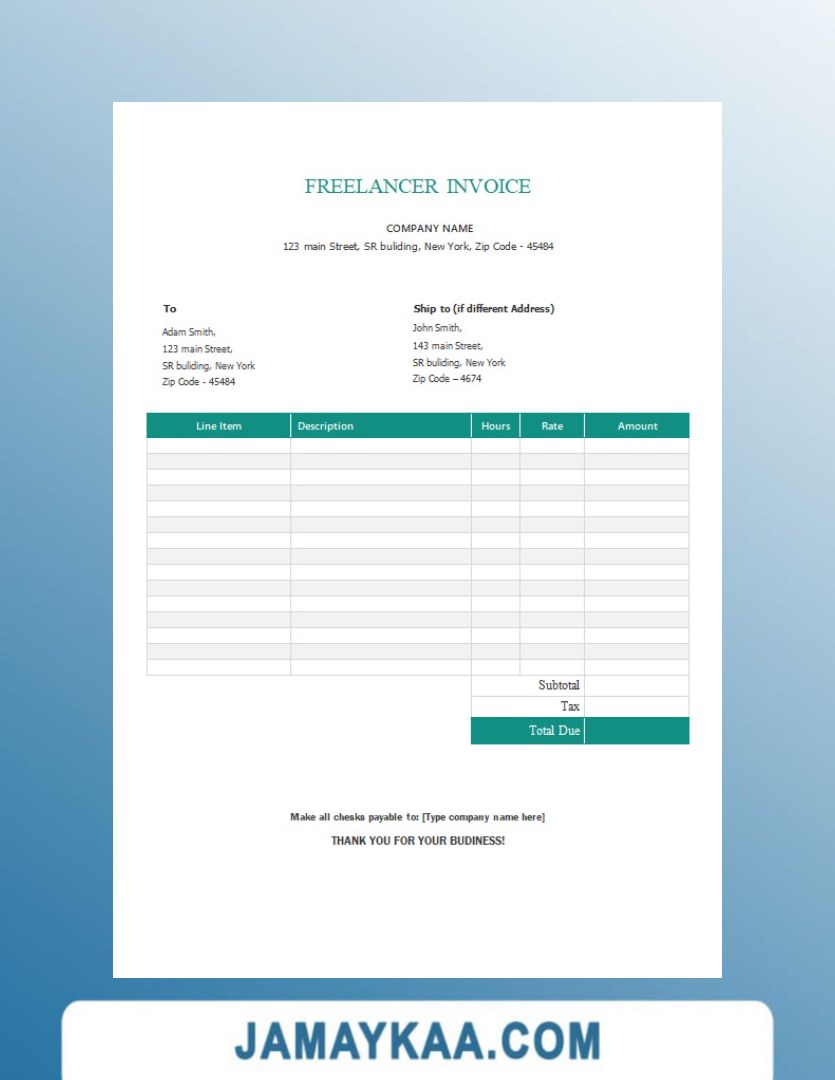 FREELANCER INVOICE
COMPANY NAME
123 main Street, SR buliding, New York, Zip Code - 45484
To
Adam Smith,
123 main Street,
SR buliding, New York
Zip Code - 45484
Ship to (if different Address)
John Smith,
143 main Street,
SR buliding, New York
Zip Code – 4674
Line Item Description Hours Rate Amount
Subtotal
Tax
Total Due
Make all chesks payable to: [Type company name here]
THANK YOU FOR YOUR BUDINESS!
JAMAYKAA.COM